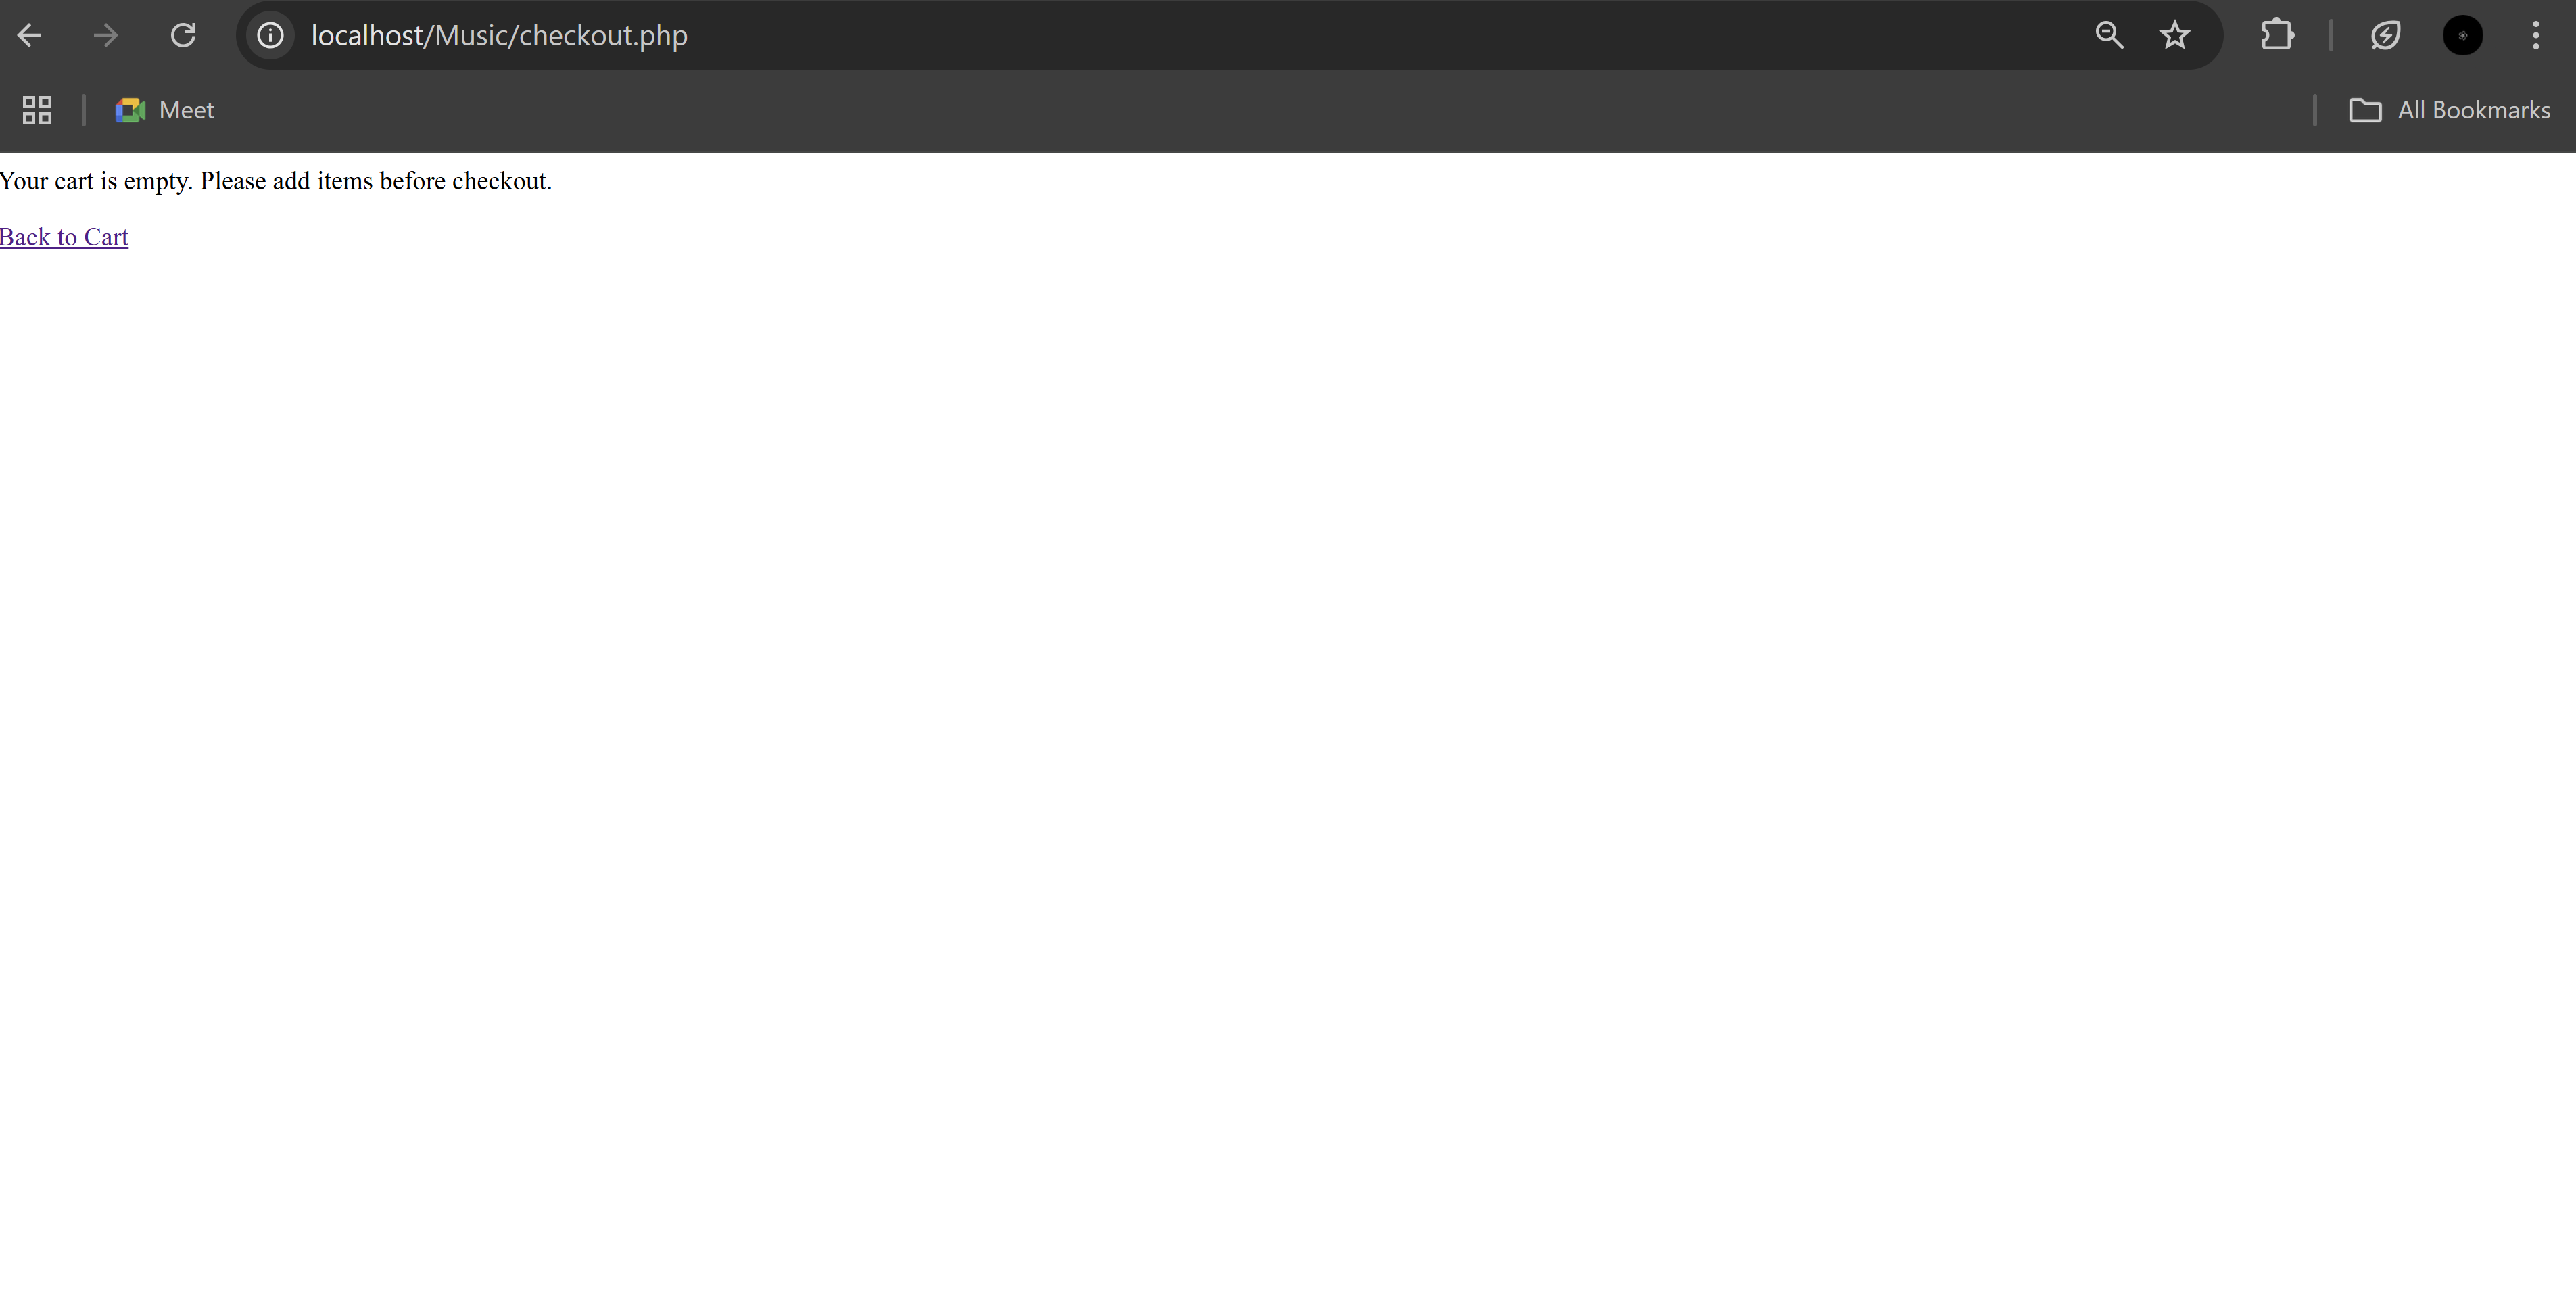 localhost/Music/checkout.php
Meet
All Bookmarks
Your cart is empty. Please add items before checkout.
Back to Cart